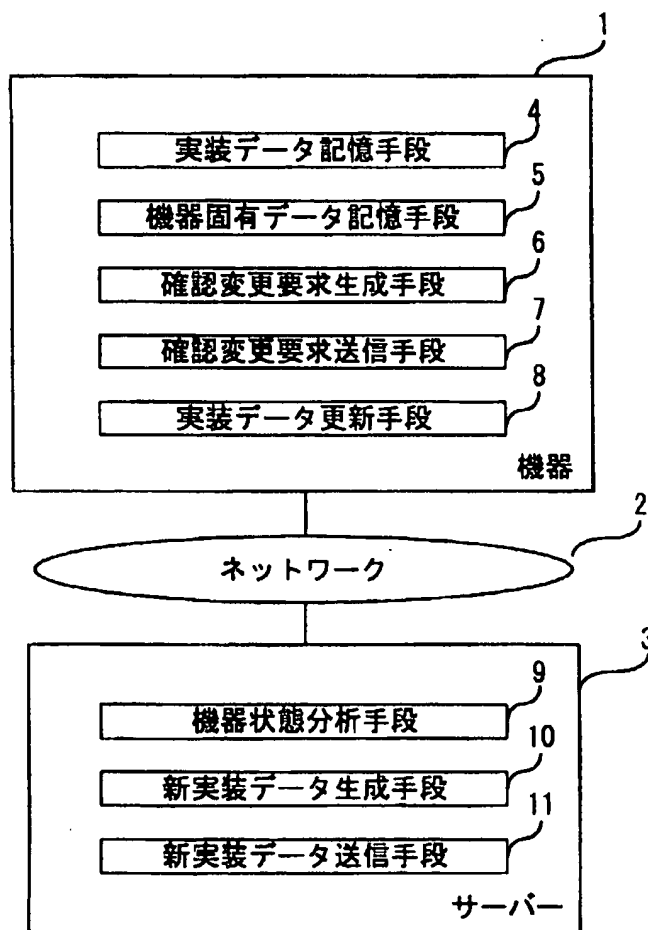 1
4
実装データ記憶手段
5
機器固有データ記憶手段
6
確認変更要求生成手段
7
確認変更要求送信手段
8
実装データ更新手段
機器
2
ネットワーク
3
9
機器状態分析手段
10
新実装データ生成手段
11
新実装データ送信手段
サーバー